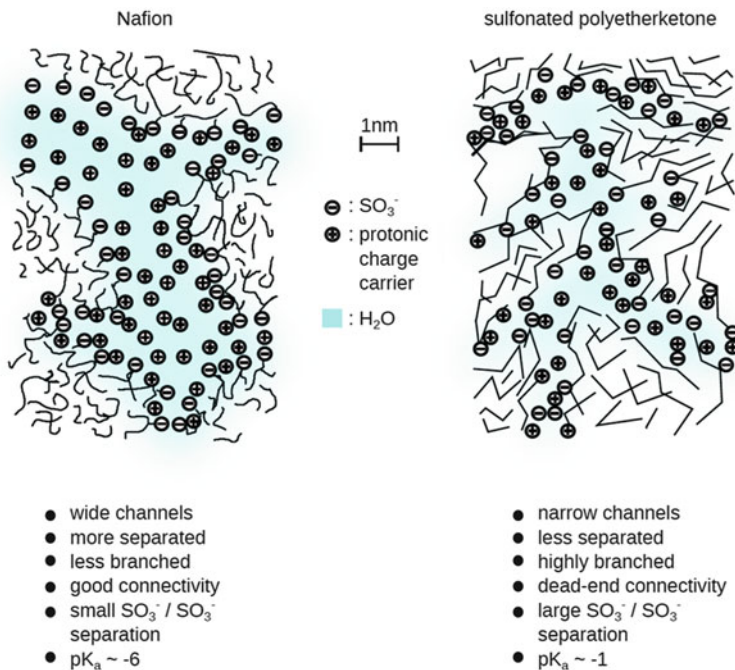 Nafion
sulfonated polyetherketone
1nm
⊖ : SO₃⁻
⊕ : protonic
charge
carrier
: H₂O
● wide channels
● more separated
● less branched
● good connectivity
● small SO₃⁻ / SO₃⁻
separation
● pKₐ ~ -6
● narrow channels
● less separated
● highly branched
● dead-end connectivity
● large SO₃⁻ / SO₃⁻
separation
● pKₐ ~ -1